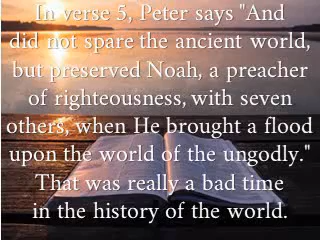 In verse 5, Peter says "And
did not spare the ancient world,
but preserved Noah, a preacher
of righteousness, with seven
others, when He brought a flood
upon the world of the ungodly."
That was really a bad time
in the history of the world.